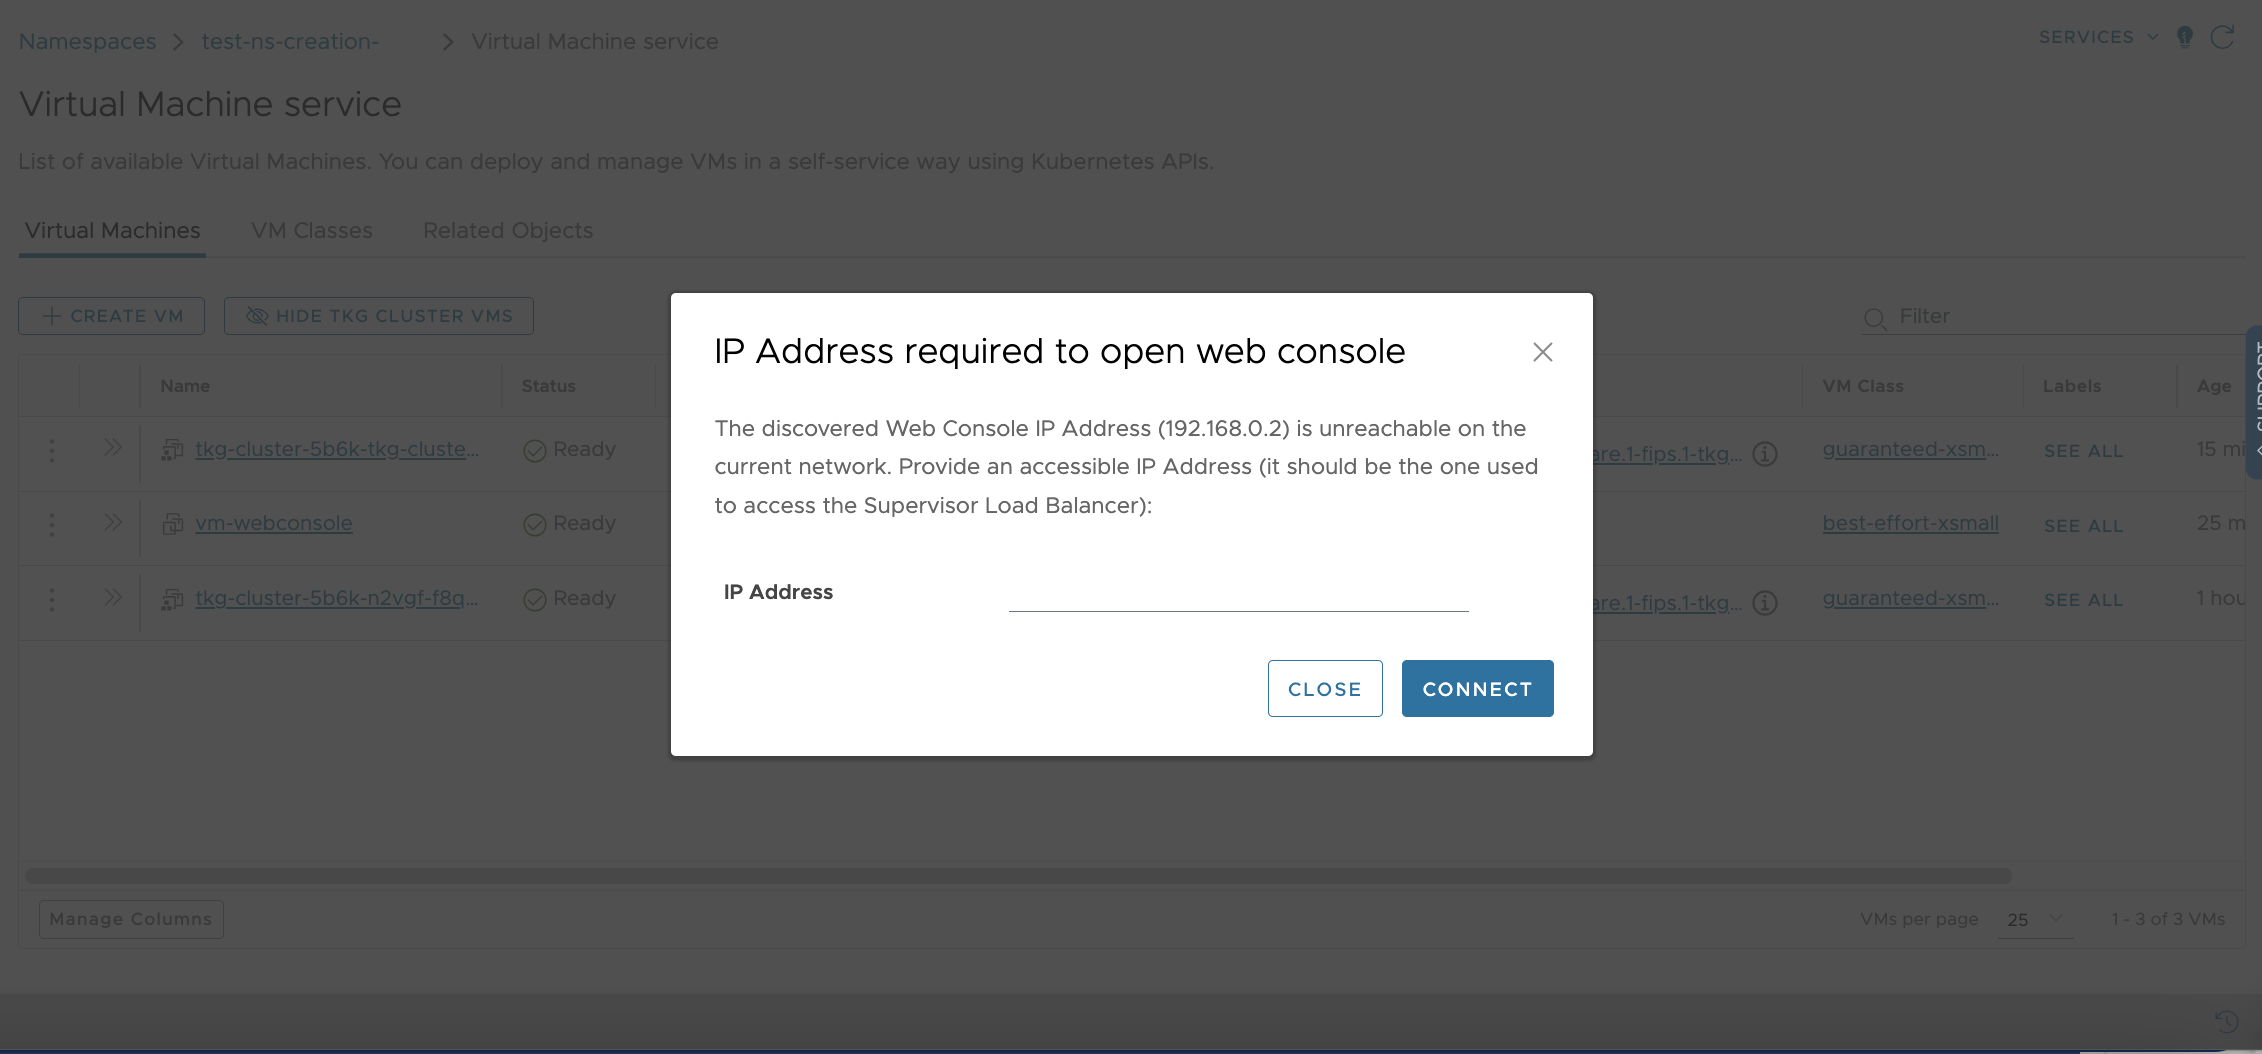 Namespaces > test-ns-creation- > Virtual Machine service
SERVICES
Virtual Machine service
List of available Virtual Machines. You can deploy and manage VMs in a self-service way using Kubernetes APIs.
Virtual Machines VM Classes Related Objects
CREATE VM HIDE TKG CLUSTER VMS
Filter
SUPPORT
Name Status VM Class Labels Age
tkg-cluster-5b6k-tkg-cluste... Ready are.1-fips.1-tkg... guaranteed-xsm... SEE ALL 15 mi
vm-webconsole Ready best-effort-xsmall SEE ALL 25 m
tkg-cluster-5b6k-n2vgf-f8q... Ready are.1-fips.1-tkg... guaranteed-xsm... SEE ALL 1 hou
IP Address required to open web console
The discovered Web Console IP Address (192.168.0.2) is unreachable on the
current network. Provide an accessible IP Address (it should be the one used
to access the Supervisor Load Balancer):
IP Address
CLOSE CONNECT
Manage Columns
VMs per page 25 1 - 3 of 3 VMs